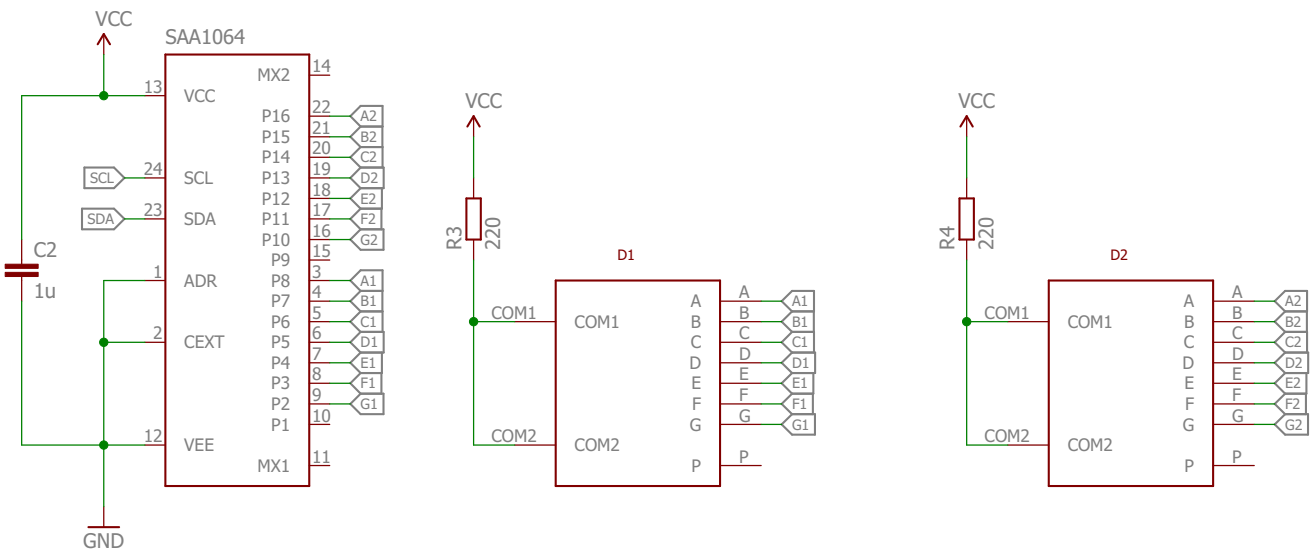 VCC
SAA1064
13 VCC
24 SCL
SCL
23 SDA
SDA
1 ADR
2 CEXT
12 VEE
C2
1u
GND
MX2 14
P16 22 A2
P15 21 B2
P14 20 C2
P13 19 D2
P12 18 E2
P11 17 F2
P10 16 G2
P9 15
P8 3 A1
P7 4 B1
P6 5 C1
P5 6 D1
P4 7 E1
P3 8 F1
P2 9 G1
P1 10
MX1 11
VCC
R3
220
D1
COM1 COM1
COM2 COM2
A A A1
B B B1
C C C1
D D D1
E E E1
F F F1
G G G1
P P
VCC
R4
220
D2
COM1 COM1
COM2 COM2
A A A2
B B B2
C C C2
D D D2
E E E2
F F F2
G G G2
P P